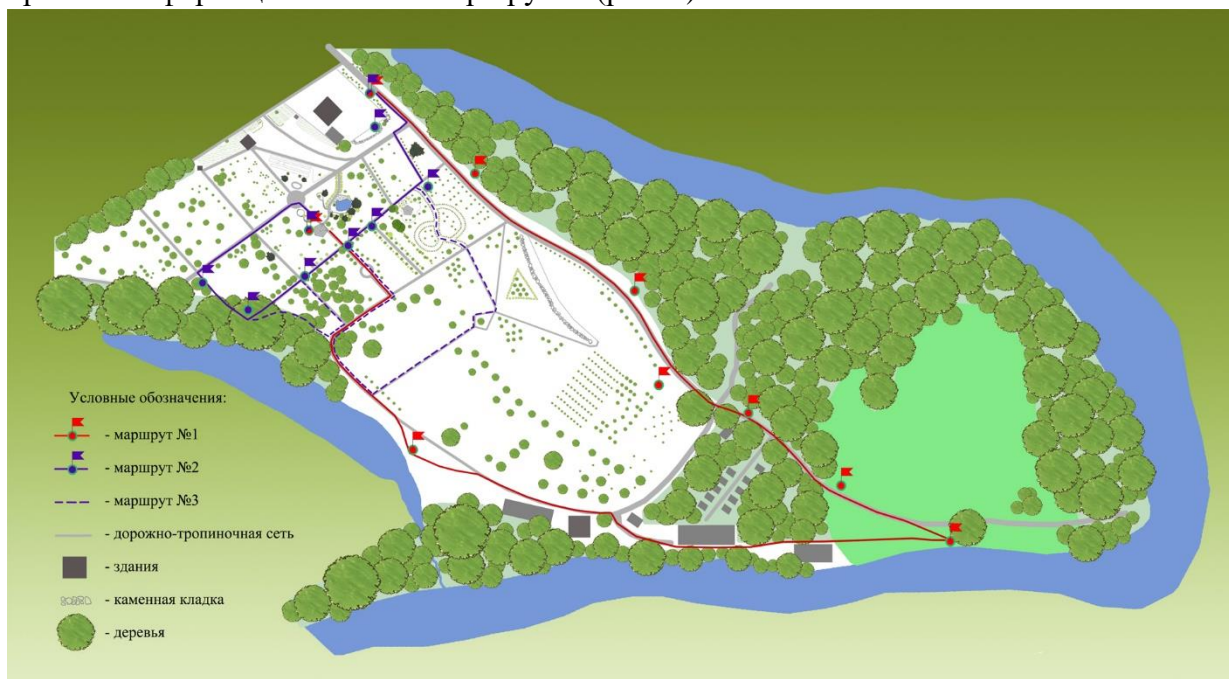 Условные обозначения:
- маршрут №1
- маршрут №2
- маршрут №3
- дорожно-тропиночная сеть
- здания
- каменная кладка
- деревья